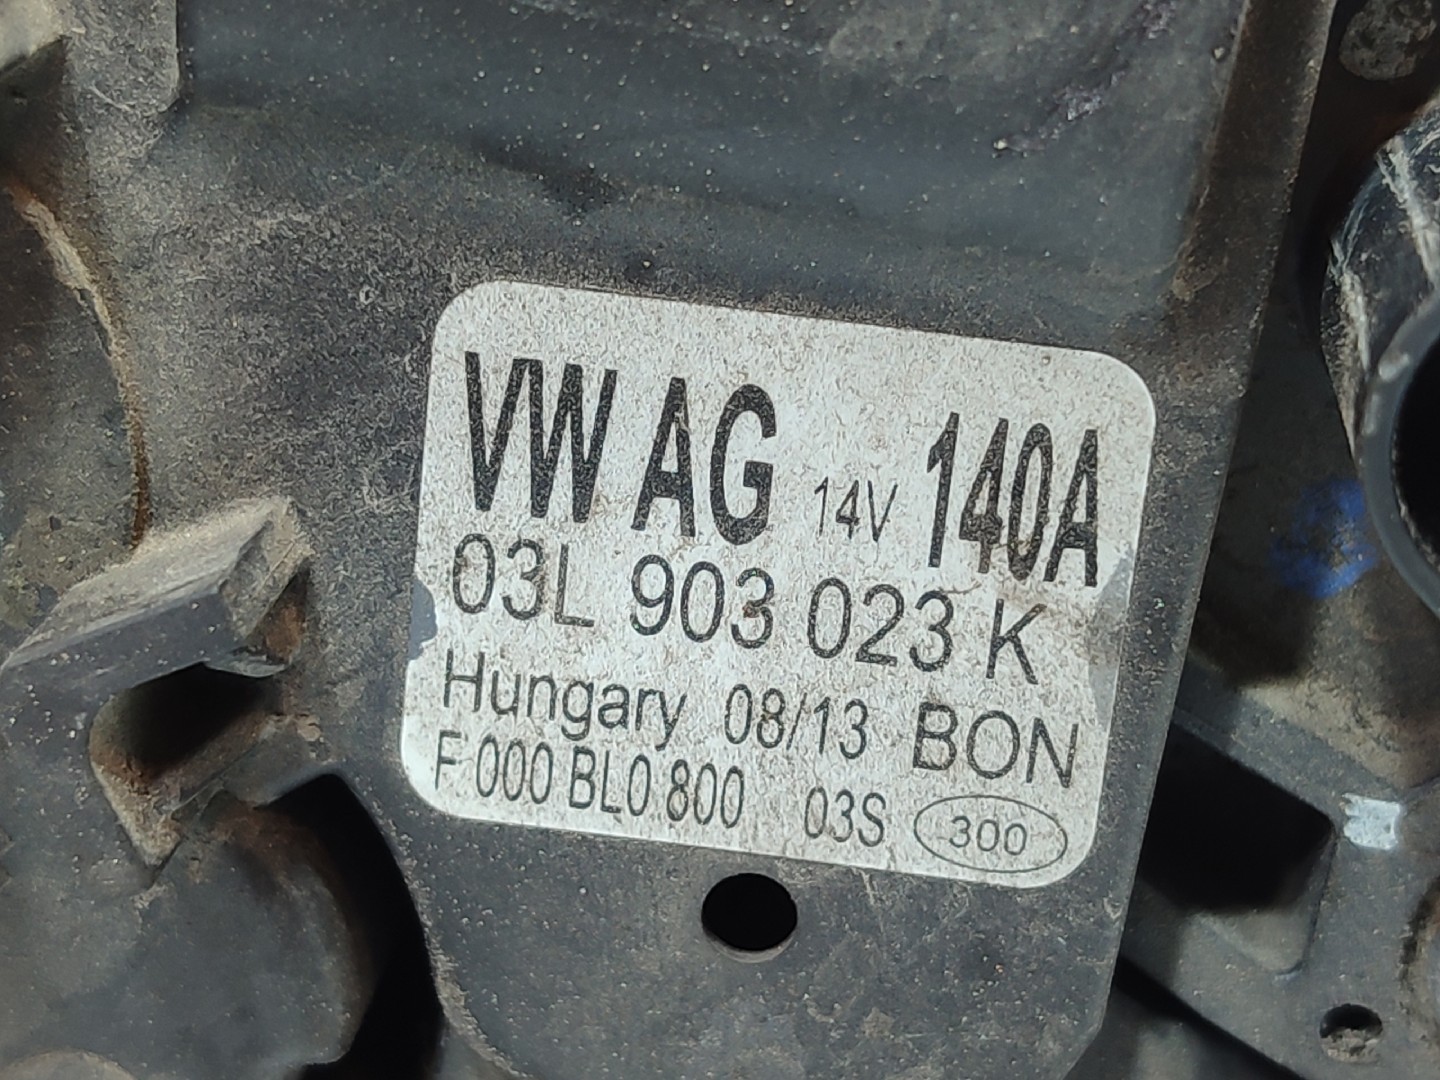 VW AG 14V 140A
03L 903 023 K
Hungary 08/13 BON
F 000 BL0 800 03S 300